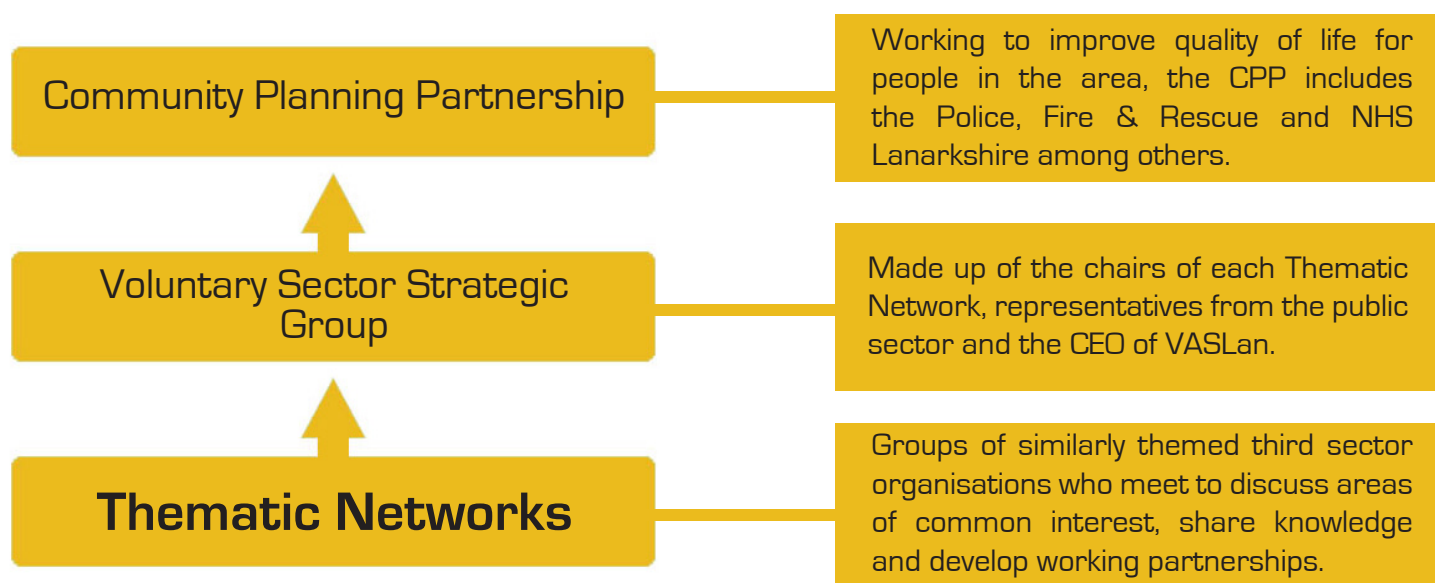 Community Planning Partnership
Working to improve quality of life for
people in the area, the CPP includes
the Police, Fire & Rescue and NHS
Lanarkshire among others.
Voluntary Sector Strategic
Group
Made up of the chairs of each Thematic
Network, representatives from the public
sector and the CEO of VASLan.
Thematic Networks
Groups of similarly themed third sector
organisations who meet to discuss areas
of common interest, share knowledge
and develop working partnerships.